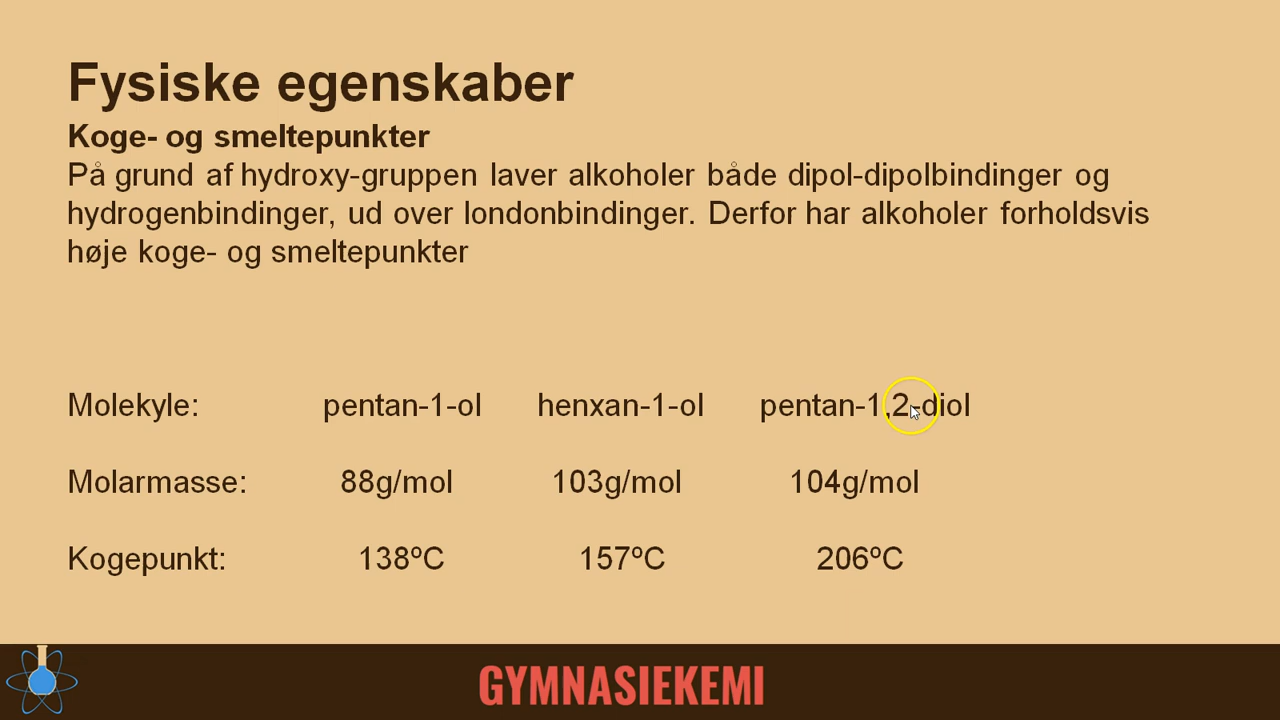 Fysiske egenskaber
Koge- og smeltepunkter
På grund af hydroxy-gruppen laver alkoholer både dipol-dipolbindinger og
hydrogenbindinger, ud over londonbindinger. Derfor har alkoholer forholdsvis
høje koge- og smeltepunkter
Molekyle: pentan-1-ol henxan-1-ol pentan-1,2-diol
Molarmasse: 88g/mol 103g/mol 104g/mol
Kogepunkt: 138ºC 157ºC 206ºC
GYMNASIEKEMI